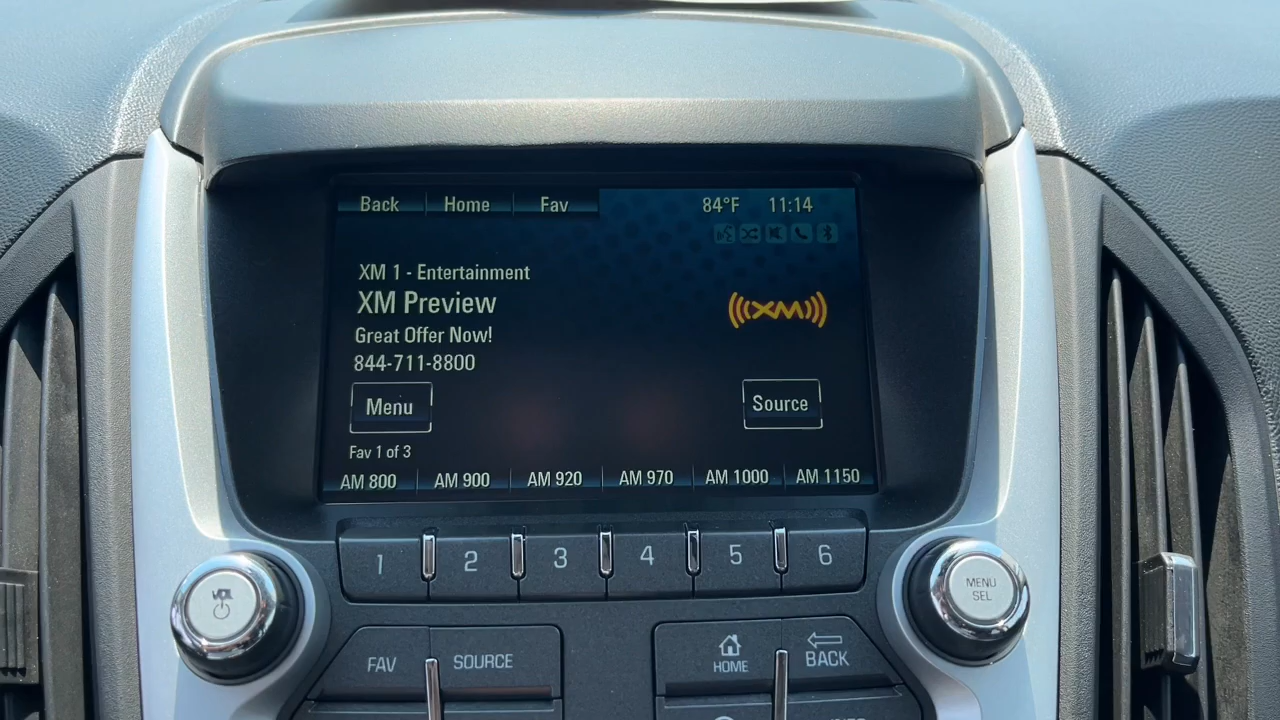 Back Home Fav 84°F 11:14
XM 1 - Entertainment
XM Preview
XM
Great Offer Now!
844-711-8800
Menu Source
Fav 1 of 3
AM 800 AM 900 AM 920 AM 970 AM 1000 AM 1150
1 2 3 4 5 6
VOL
MENU
SEL
FAV SOURCE HOME BACK